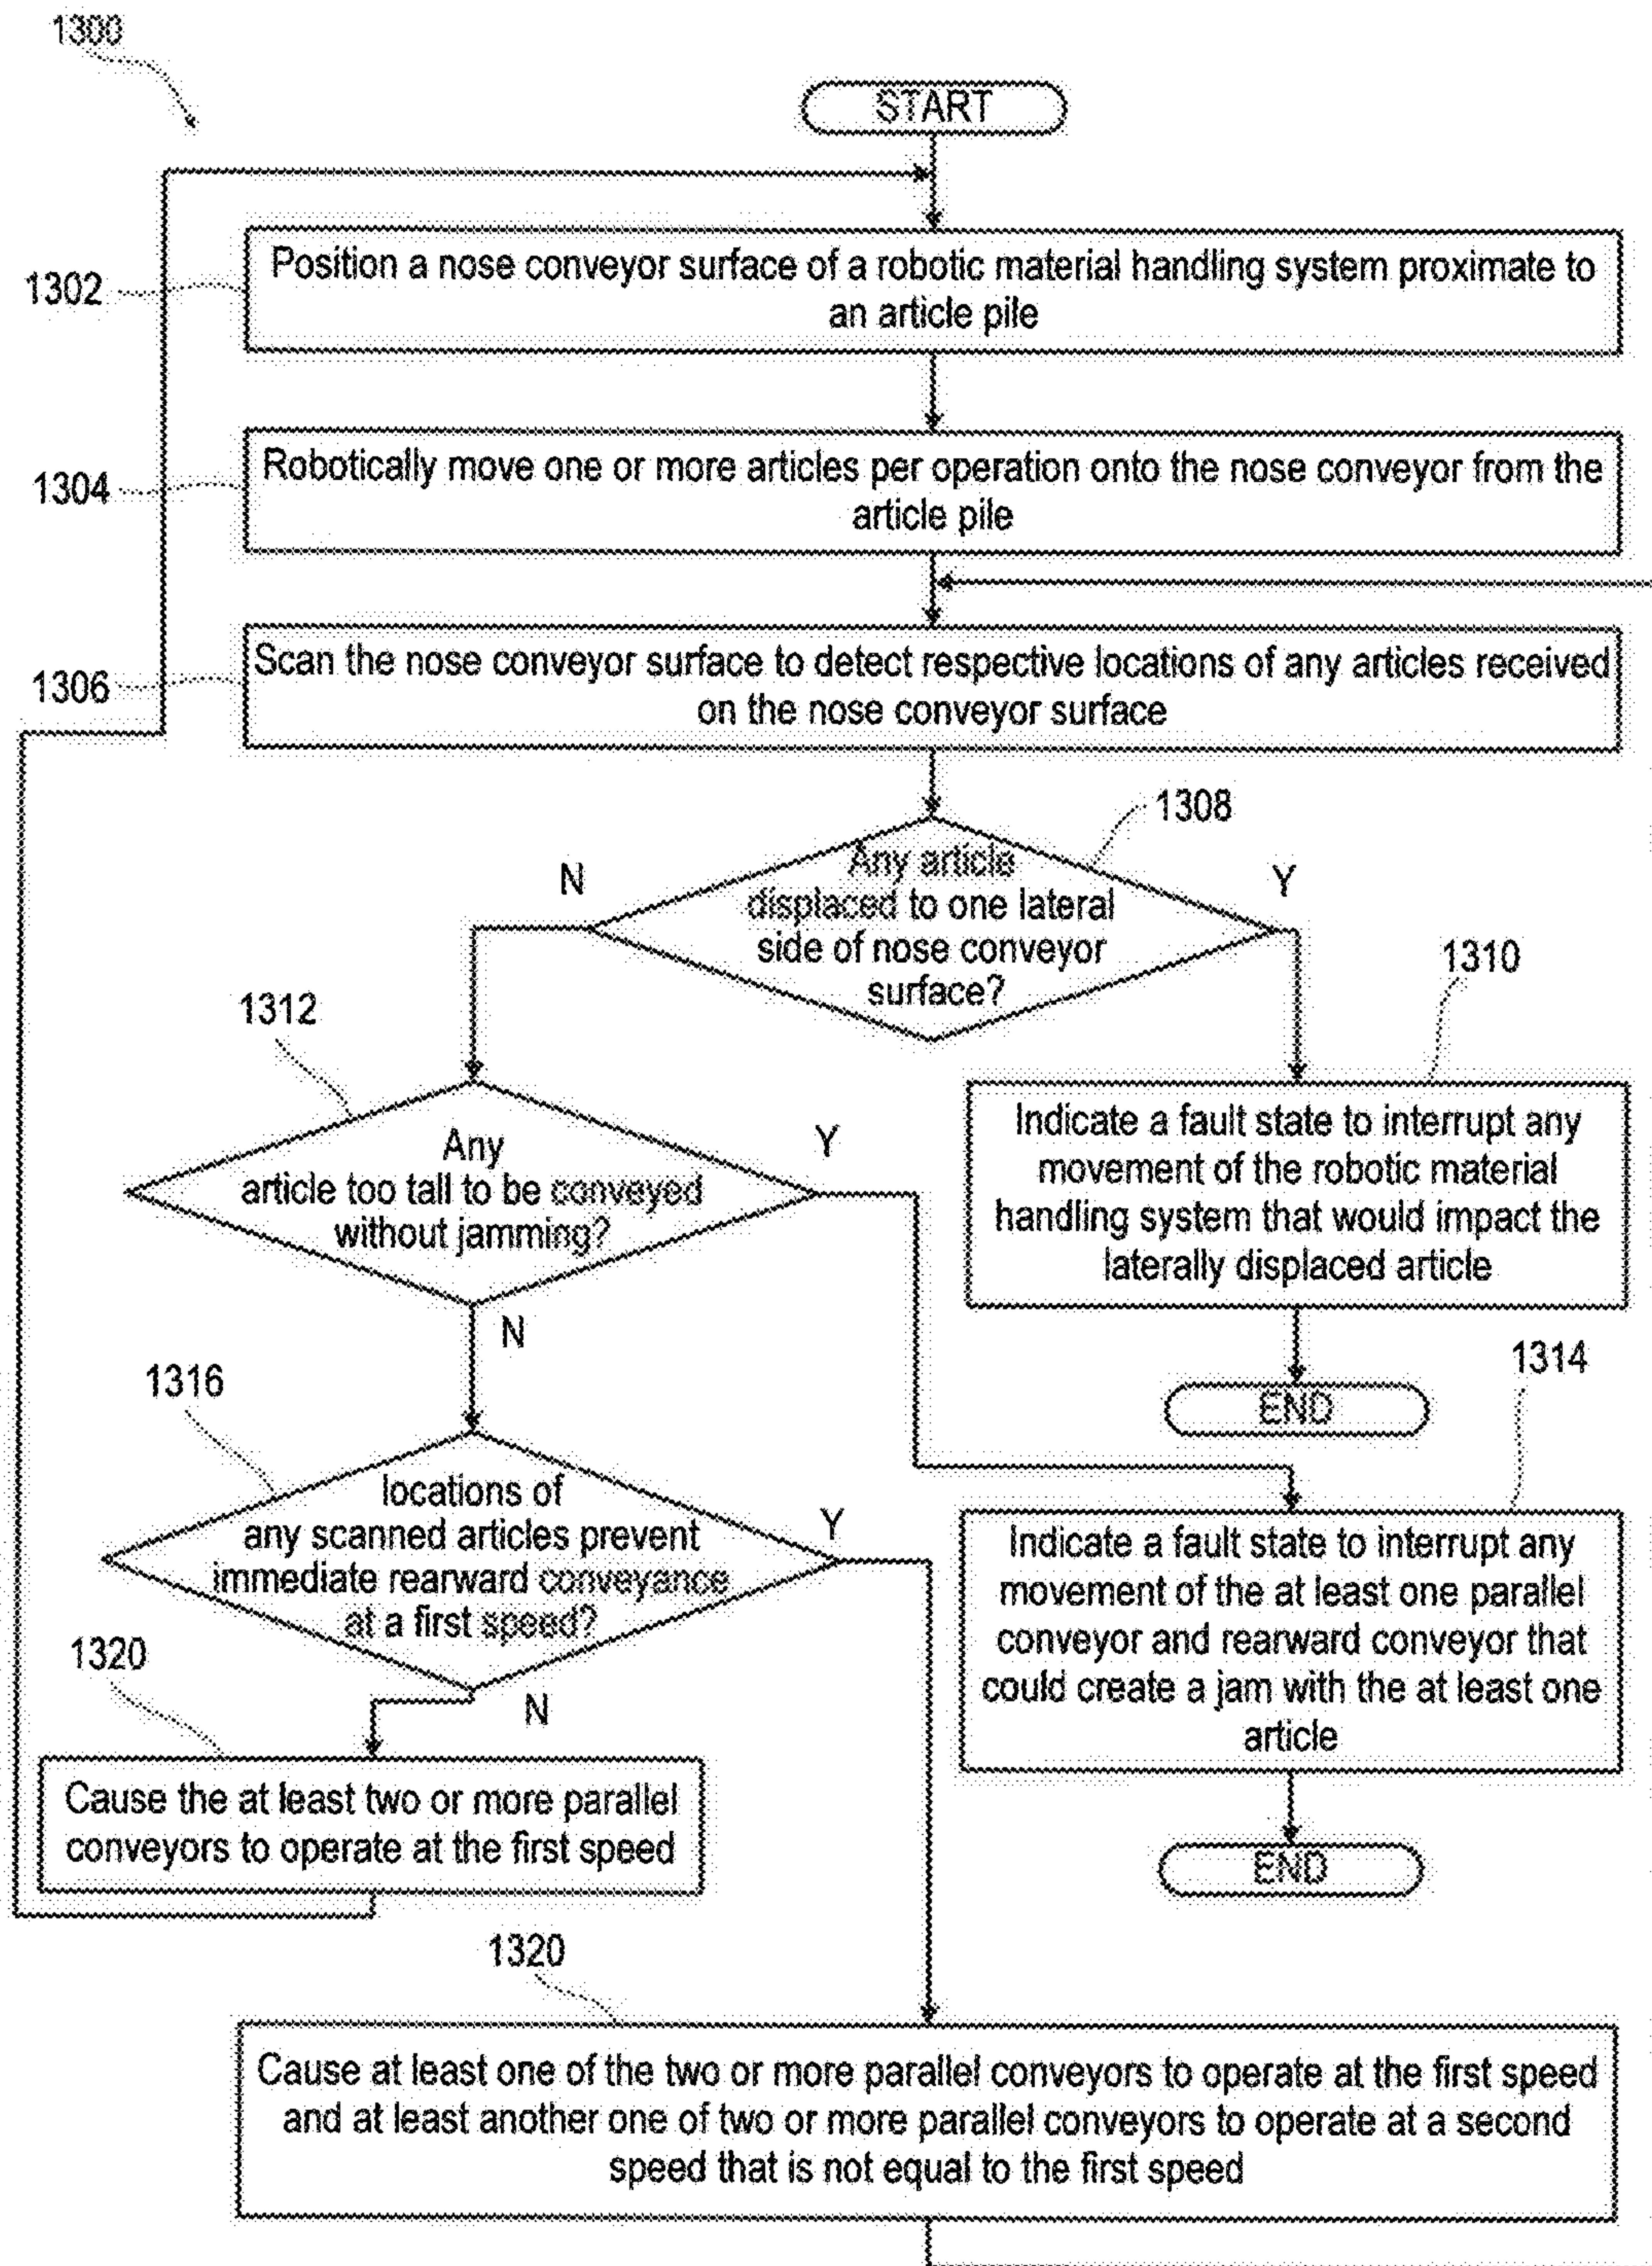 1300
START
1302
Position a nose conveyor surface of a robotic material handling system proximate to
an article pile
1304
Robotically move one or more articles per operation onto the nose conveyor from the
article pile
1306
Scan the nose conveyor surface to detect respective locations of any articles received
on the nose conveyor surface
1308
N
Y
Any article
displaced to one lateral
side of nose conveyor
surface?
1310
Indicate a fault state to interrupt any
movement of the robotic material
handling system that would impact the
laterally displaced article
END
1312
Any
article too tall to be conveyed
without jamming?
Y
N
1314
Indicate a fault state to interrupt any
movement of the at least one parallel
conveyor and rearward conveyor that
could create a jam with the at least one
article
END
1316
locations of
any scanned articles prevent
immediate rearward conveyance
at a first speed?
Y
N
1320
Cause the at least two or more parallel
conveyors to operate at the first speed
1320
Cause at least one of the two or more parallel conveyors to operate at the first speed
and at least another one of two or more parallel conveyors to operate at a second
speed that is not equal to the first speed